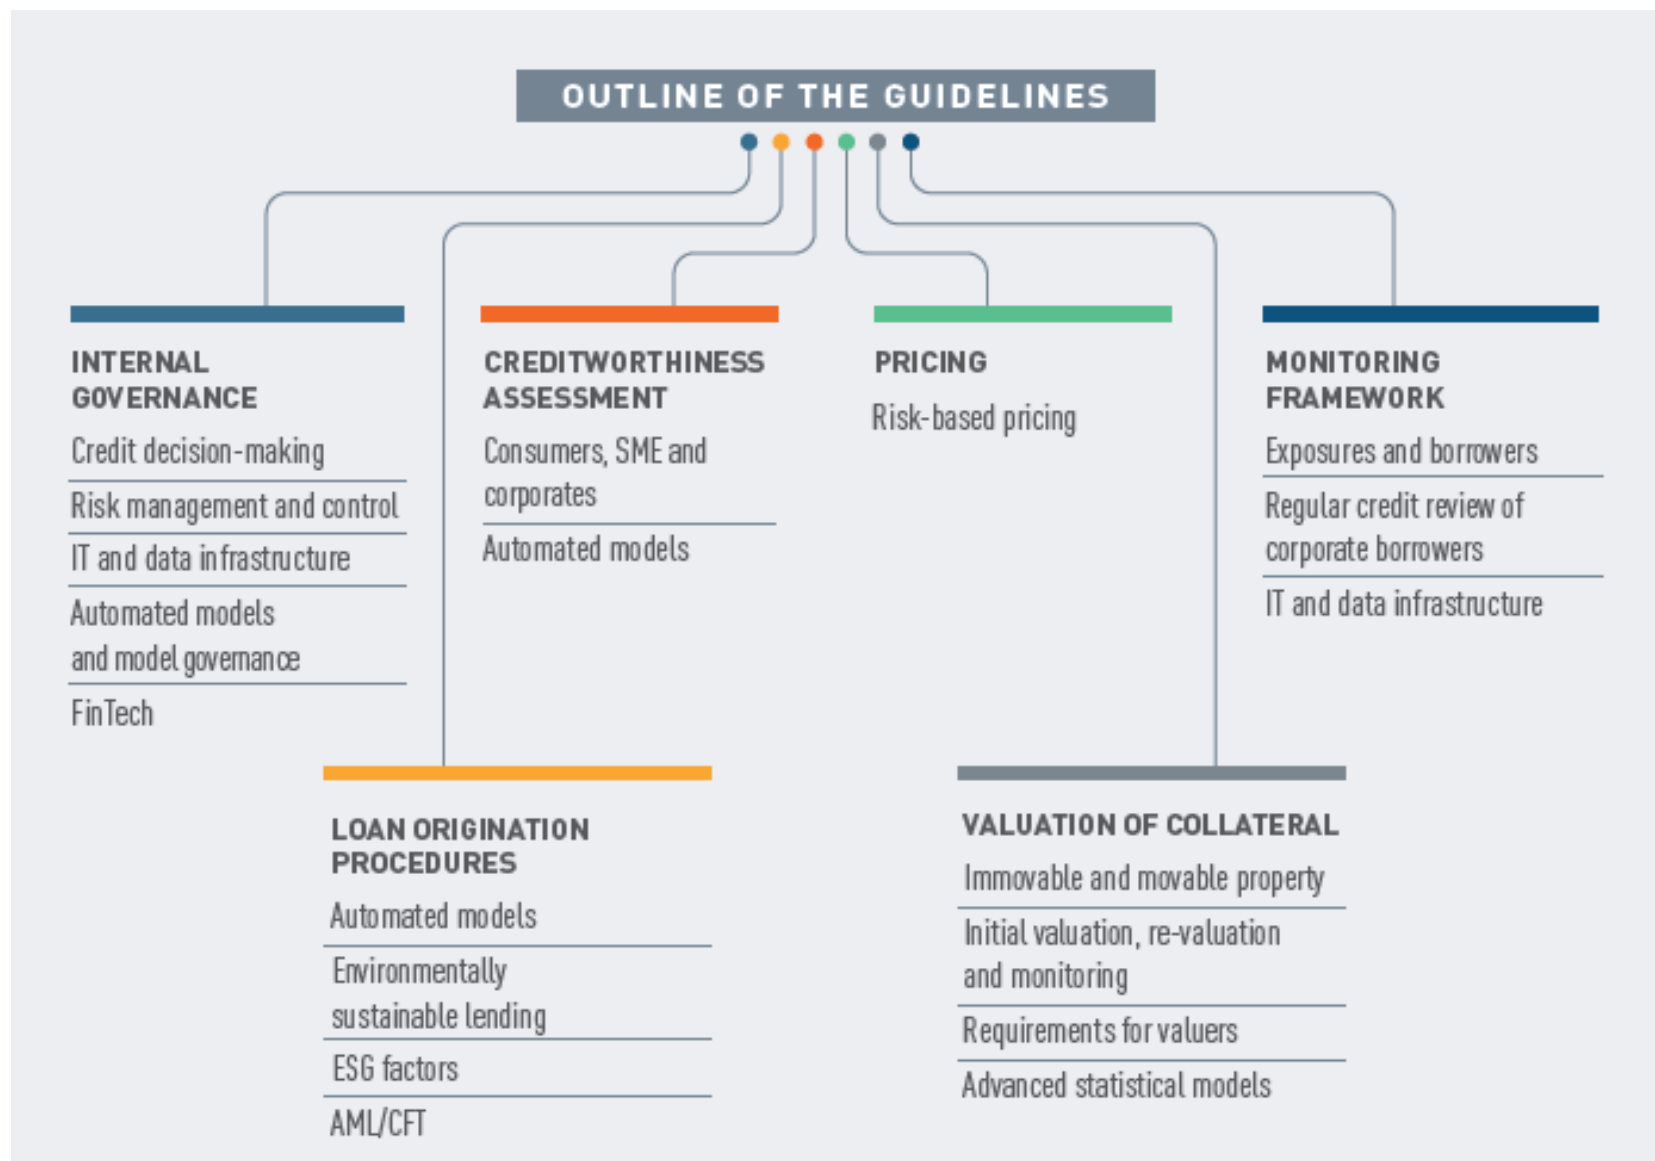 OUTLINE OF THE GUIDELINES
INTERNAL
GOVERNANCE
Credit decision-making
Risk management and control
IT and data infrastructure
Automated models
and model governance
FinTech
CREDITWORTHINESS
ASSESSMENT
Consumers, SME and
corporates
Automated models
PRICING
Risk-based pricing
MONITORING
FRAMEWORK
Exposures and borrowers
Regular credit review of
corporate borrowers
IT and data infrastructure
LOAN ORIGINATION
PROCEDURES
Automated models
Environmentally
sustainable lending
ESG factors
AML/CFT
VALUATION OF COLLATERAL
Immovable and movable property
Initial valuation, re-valuation
and monitoring
Requirements for valuers
Advanced statistical models